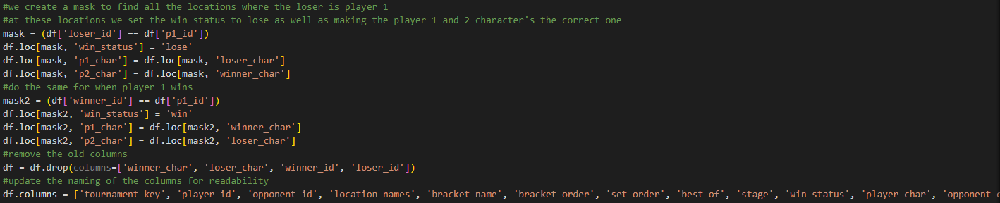 #we create a mask to find all the locations where the loser is player 1
#at these locations we set the win_status to lose as well as making the player 1 and 2 character's the correct one
mask = (df['loser_id'] == df['p1_id'])
df.loc[mask, 'win_status'] = 'lose'
df.loc[mask, 'p1_char'] = df.loc[mask, 'loser_char']
df.loc[mask, 'p2_char'] = df.loc[mask, 'winner_char']
#do the same for when player 1 wins
mask2 = (df['winner_id'] == df['p1_id'])
df.loc[mask2, 'win_status'] = 'win'
df.loc[mask2, 'p1_char'] = df.loc[mask2, 'winner_char']
df.loc[mask2, 'p2_char'] = df.loc[mask2, 'loser_char']
#remove the old columns
df = df.drop(columns=['winner_char', 'loser_char', 'winner_id', 'loser_id'])
#update the naming of the columns for readability
df.columns = ['tournament_key', 'player_id', 'opponent_id', 'location_names', 'bracket_name', 'bracket_order', 'set_order', 'best_of', 'stage', 'win_status', 'player_char',